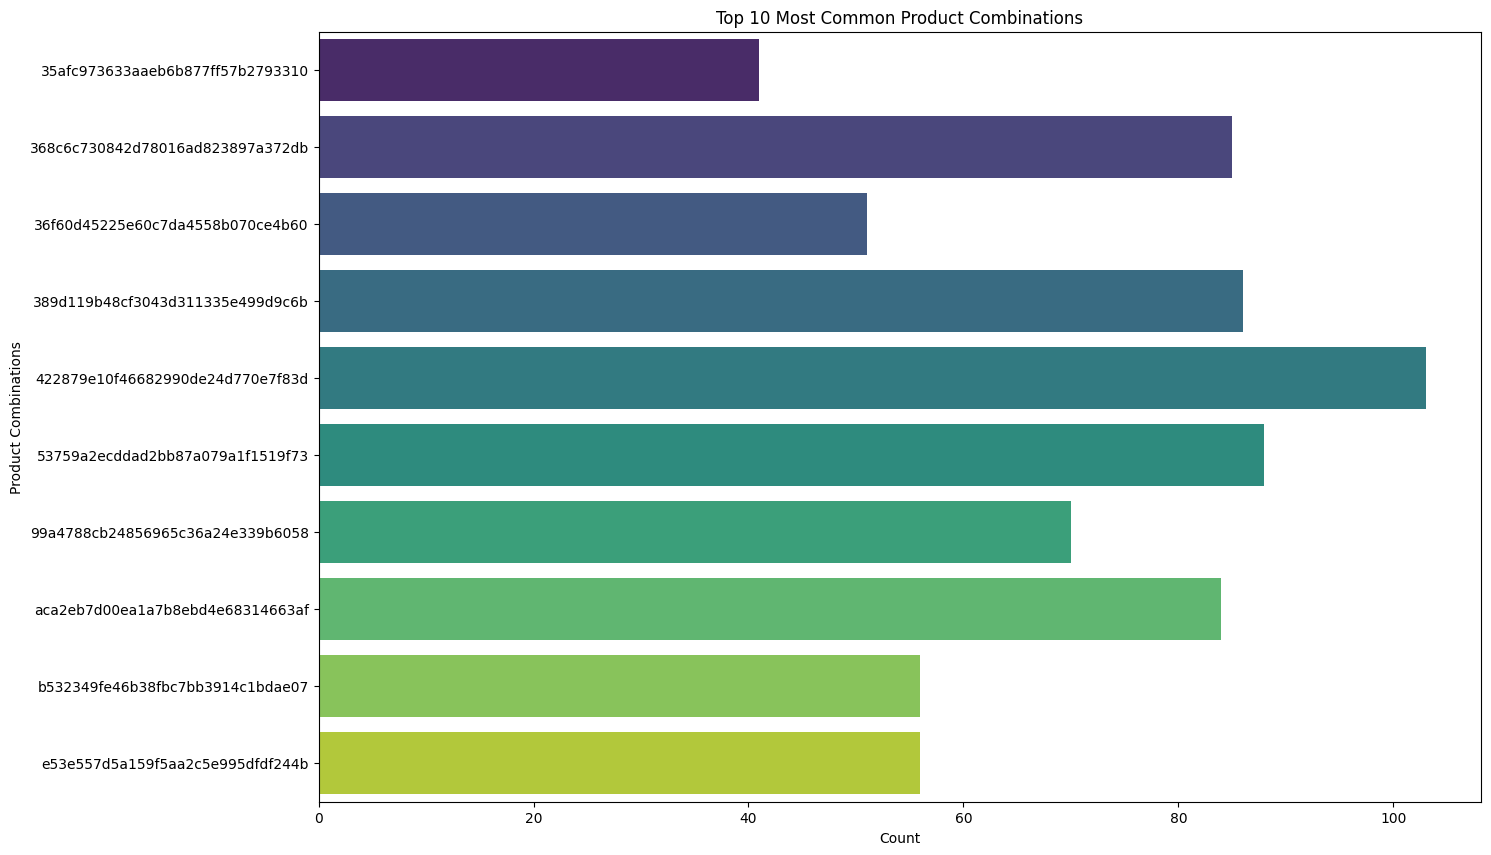 Top 10 Most Common Product Combinations
Product Combinations
35afc973633aaeb6b877ff57b2793310
368c6c730842d78016ad823897a372db
36f60d45225e60c7da4558b070ce4b60
389d119b48cf3043d311335e499d9c6b
422879e10f46682990de24d770e7f83d
53759a2ecddad2bb87a079a1f1519f73
99a4788cb24856965c36a24e339b6058
aca2eb7d00ea1a7b8ebd4e68314663af
b532349fe46b38fbc7bb3914c1bdae07
e53e557d5a159f5aa2c5e995dfdf244b
0 20 40 60 80 100
Count